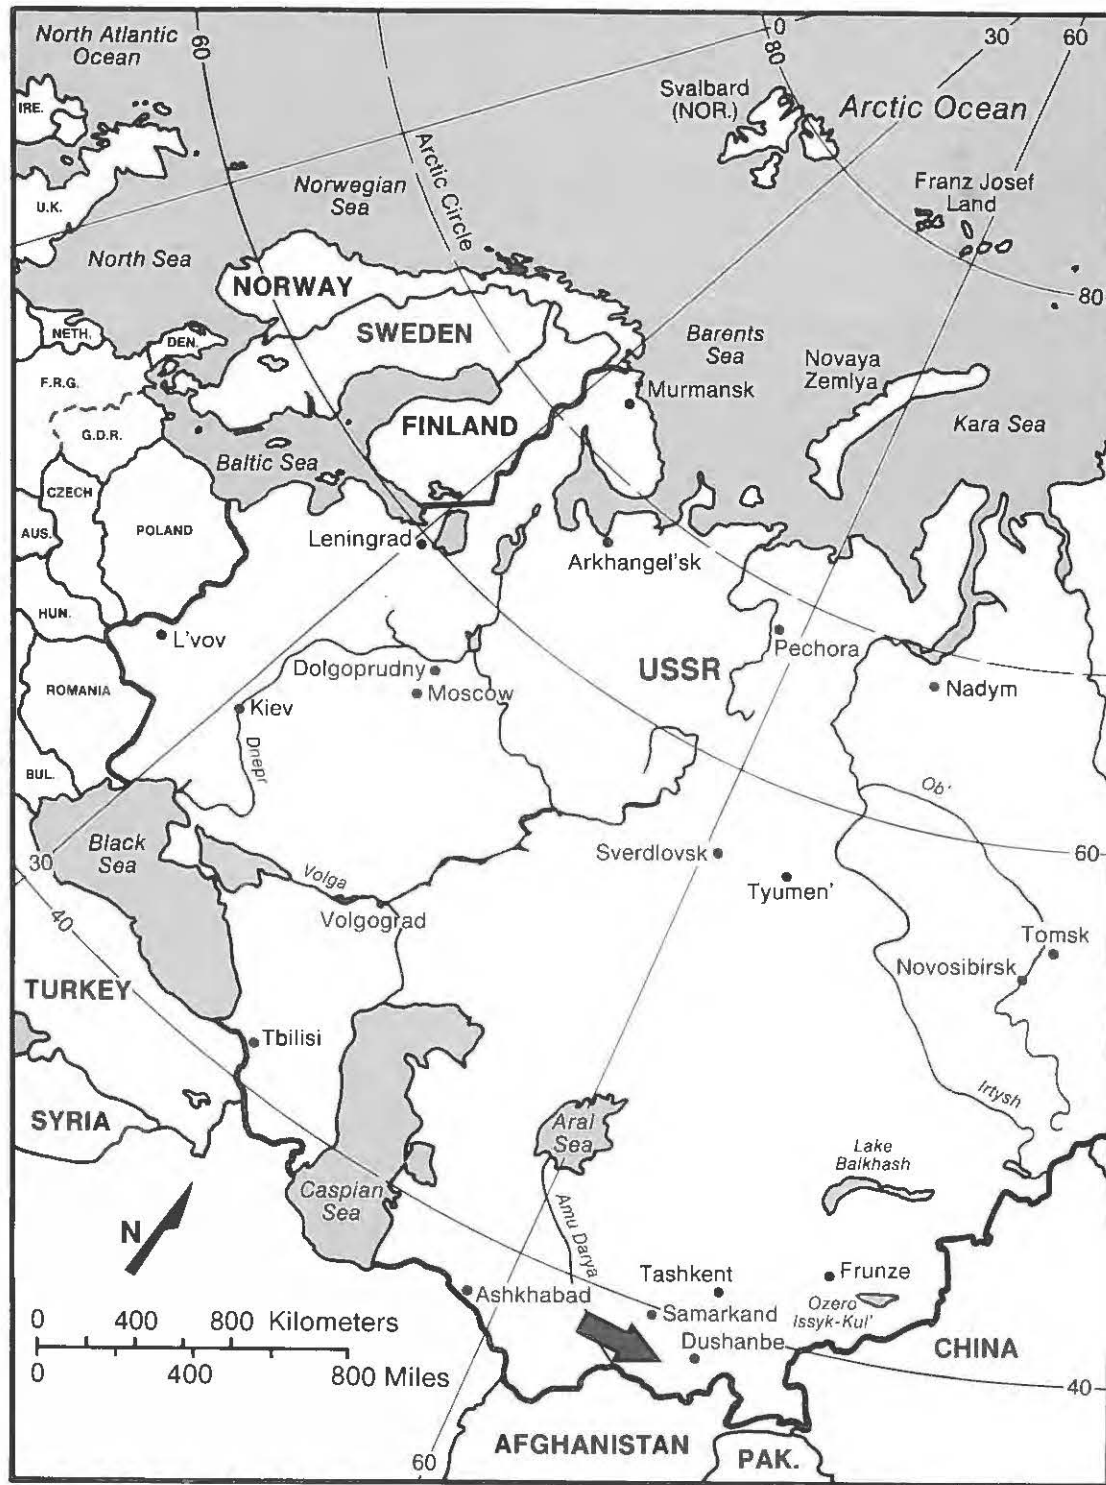 North Atlantic
Ocean
60
0
80
30
60
IRE.
Svalbard
(NOR.)
Arctic Ocean
Arctic Circle
Norwegian
Sea
Franz Josef
Land
U.K.
North Sea
NORWAY
80
NETH.
DEN.
SWEDEN
Barents
Sea
Novaya
Zemlya
F.R.G.
Murmansk
G.D.R.
FINLAND
Kara Sea
Baltic Sea
CZECH
AUS.
POLAND
Leningrad
Arkhangel'sk
HUN.
L'vov
Pechora
Dolgoprudny
USSR
ROMANIA
Moscow
Nadym
Kiev
Dnepr
BUL.
Ob'
Black
Sea
Sverdlovsk
60
30
Volga
Tyumen'
40
Volgograd
Tomsk
Novosibirsk
TURKEY
Tbilisi
Irtysh
SYRIA
Aral
Sea
Lake
Balkhash
Caspian
Sea
Amu Darya
N
Tashkent
Frunze
Ashkhabad
Samarkand
Ozero
Issyk-Kul'
0 400 800 Kilometers
Dushanbe
CHINA
0 400 800 Miles
40
AFGHANISTAN
PAK.
60